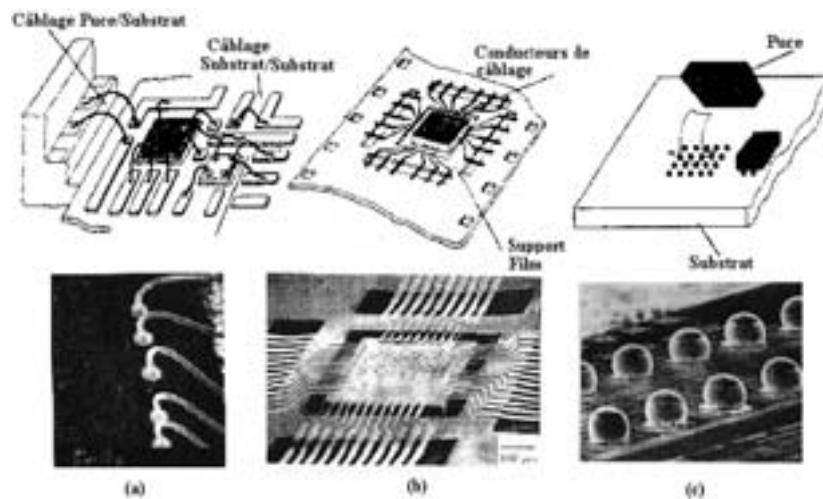 Câblage Puce/Substrat
Câblage
Substrat/Substrat
Conducteurs de
câblage
Puce
Support
Film
Substrat
(a)
(b)
(c)